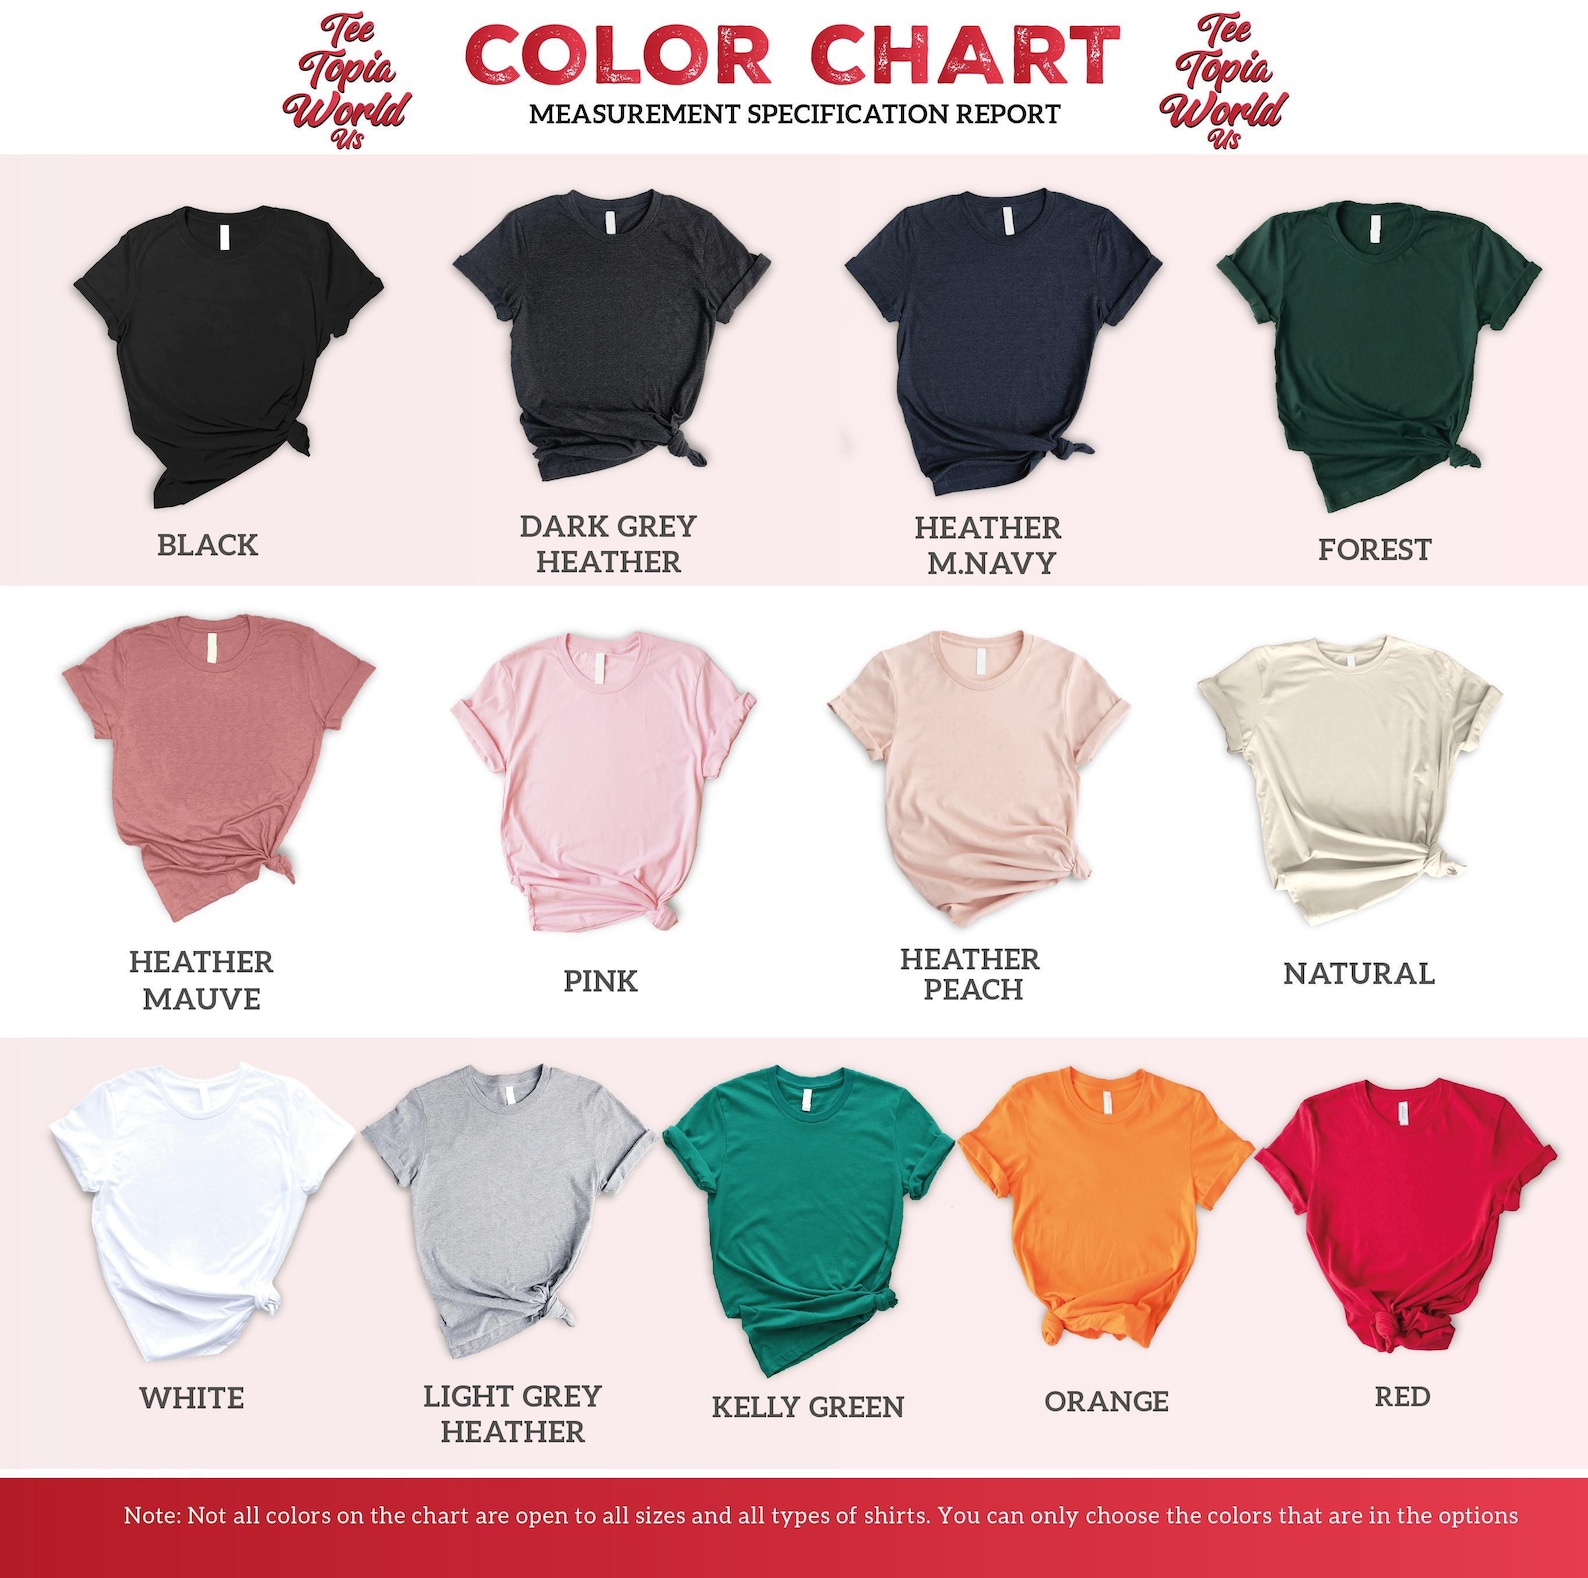 Tee
Topia
World
Us
COLOR CHART
MEASUREMENT SPECIFICATION REPORT
Tee
Topia
World
Us
BLACK
DARK GREY
HEATHER
HEATHER
M.NAVY
FOREST
HEATHER
MAUVE
PINK
HEATHER
PEACH
NATURAL
WHITE
LIGHT GREY
HEATHER
KELLY GREEN
ORANGE
RED
Note: Not all colors on the chart are open to all sizes and all types of shirts. You can only choose the colors that are in the options